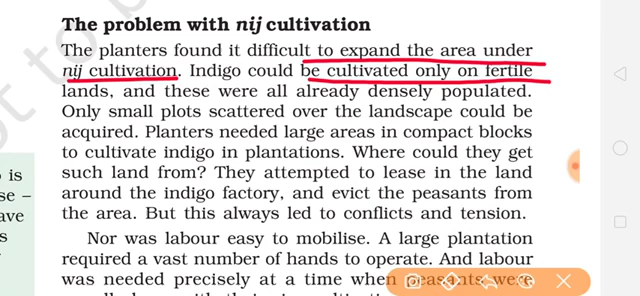 The problem with nij cultivation
The planters found it difficult to expand the area under
nij cultivation. Indigo could be cultivated only on fertile
lands, and these were all already densely populated.
Only small plots scattered over the landscape could be
acquired. Planters needed large areas in compact blocks
to cultivate indigo in plantations. Where could they get
such land from? They attempted to lease in the land
around the indigo factory, and evict the peasants from
the area. But this always led to conflicts and tension.
Nor was labour easy to mobilise. A large plantation
required a vast number of hands to operate. And labour
was needed precisely at a time when peasants were
is
se –
ave
s